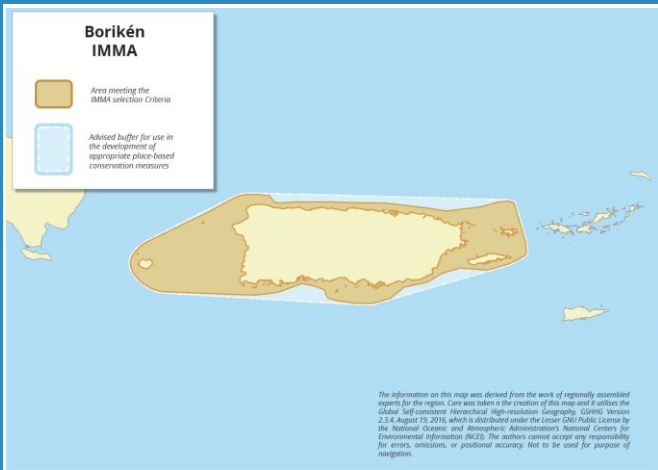 Borikén
IMMA
Area meeting the
IMMA selection Criteria
Advised buffer for use in
the development of
appropriate place-based
conservation measures
The information on this map was derived from the work of regionally assembled
experts for the region. Care was taken n the creation of this map and it utilises the
Global Self-consistent Hierarchical High-resolution Geography, GSHHG Version
2.3.4. August 19, 2016, which is distributed under the Lesser GNU Public License by
the National Oceanic and Atmospheric Administration's National Centers for
Environmental Information (NCEI). The authors cannot accept any responsibility
for errors, omissions, or positional accuracy. Not to be used for purpose of
navigation.